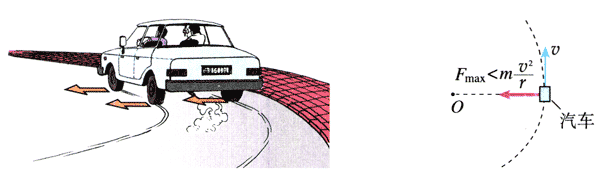 v
F_max<m v²/r
O
汽车